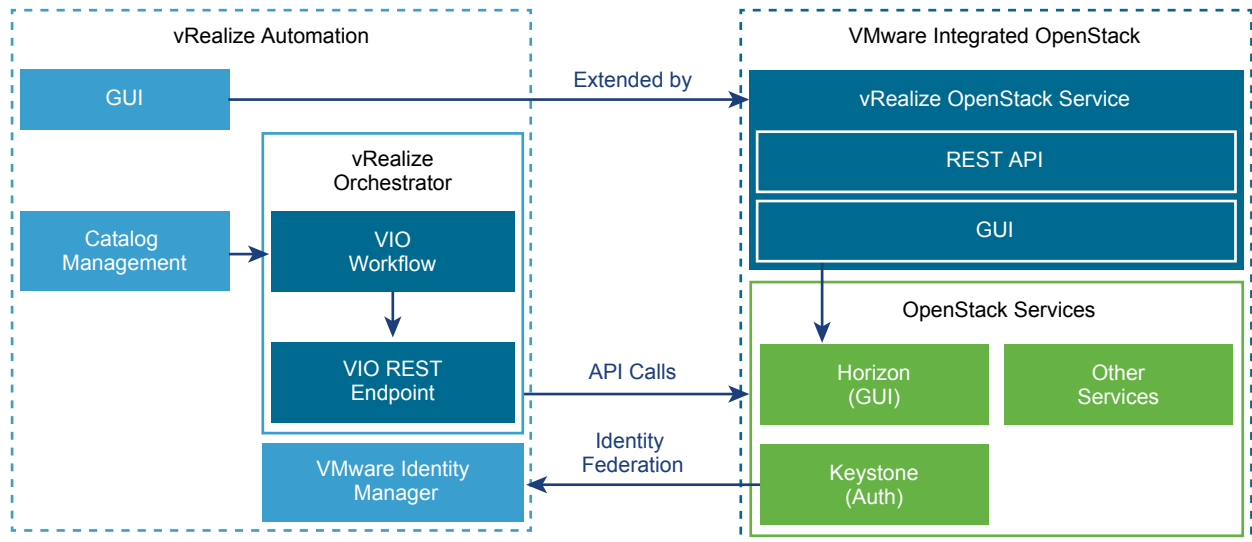 vRealize Automation
GUI
vRealize
Orchestrator
Catalog
Management
VIO
Workflow
VIO REST
Endpoint
VMware Identity
Manager
Extended by
API Calls
Identity
Federation
VMware Integrated OpenStack
vRealize OpenStack Service
REST API
GUI
OpenStack Services
Horizon
(GUI)
Other
Services
Keystone
(Auth)